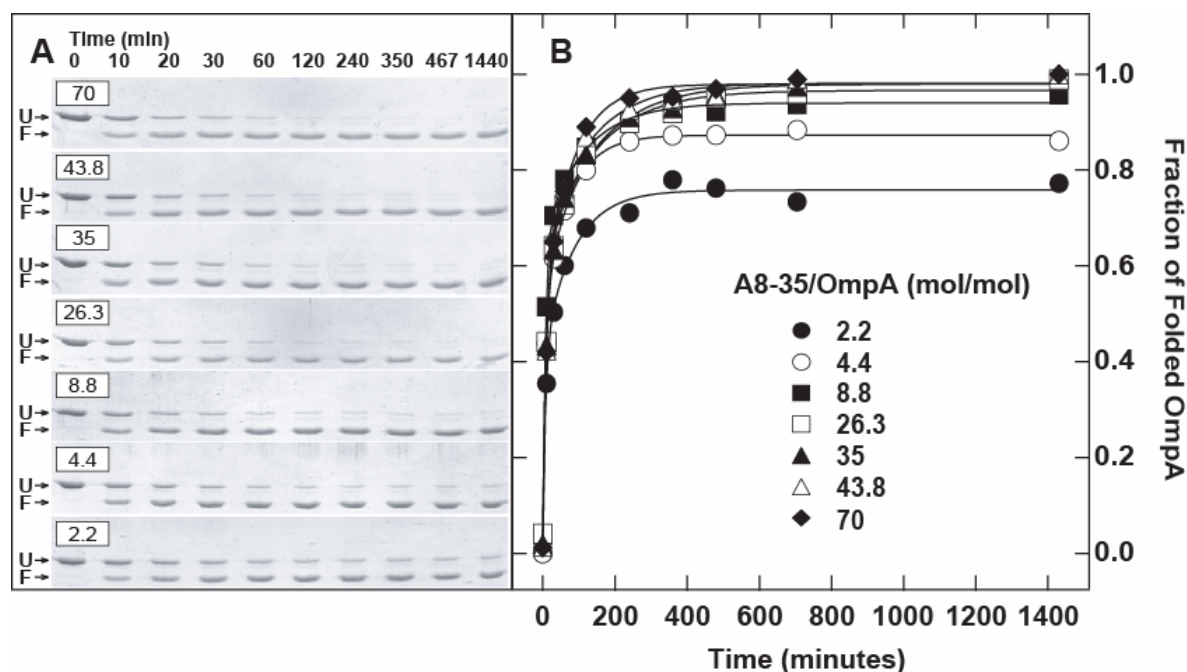 A
Time (min)
0 10 20 30 60 120 240 350 467 1440
70
U
F
43.8
U
F
35
U
F
26.3
U
F
8.8
U
F
4.4
U
F
2.2
U
F
B
1.0
0.8
0.6
0.4
0.2
0.0
Fraction of Folded OmpA
A8-35/OmpA (mol/mol)
2.2
4.4
8.8
26.3
35
43.8
70
0 200 400 600 800 1000 1200 1400
Time (minutes)